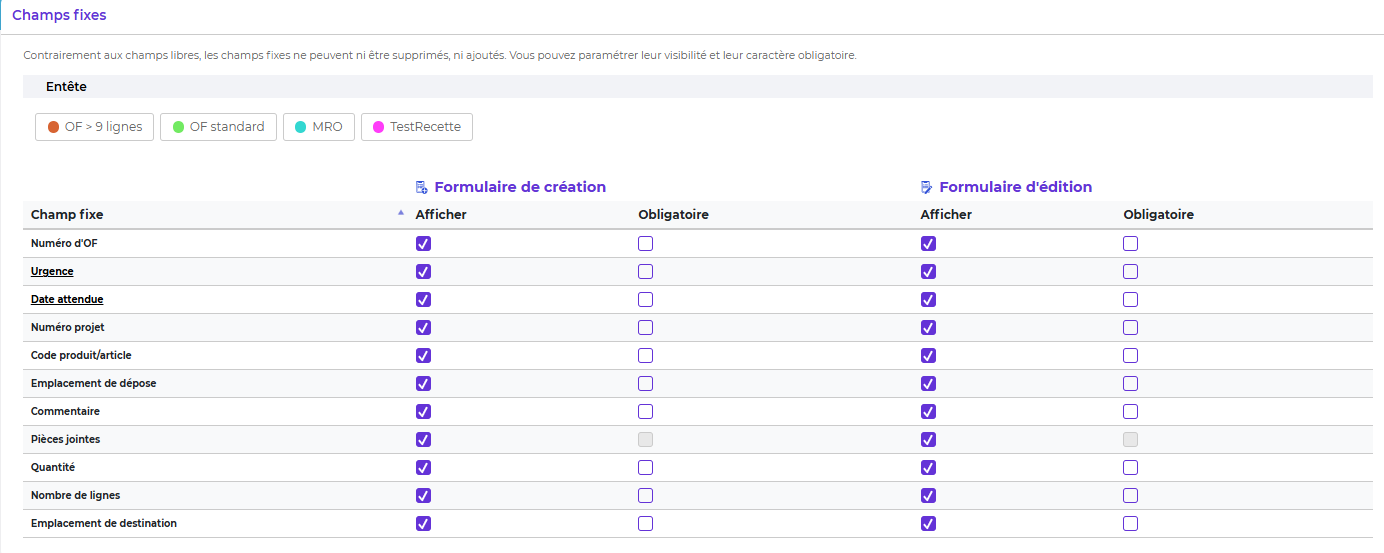 Champs fixes
Contrairement aux champs libres, les champs fixes ne peuvent ni être supprimés, ni ajoutés. Vous pouvez paramétrer leur visibilité et leur caractère obligatoire.
Entête
OF > 9 lignes OF standard MRO TestRecette
Formulaire de création Formulaire d'édition
Champ fixe Afficher Obligatoire Afficher Obligatoire
Numéro d'OF
Urgence
Date attendue
Numéro projet
Code produit/article
Emplacement de dépose
Commentaire
Pièces jointes
Quantité
Nombre de lignes
Emplacement de destination